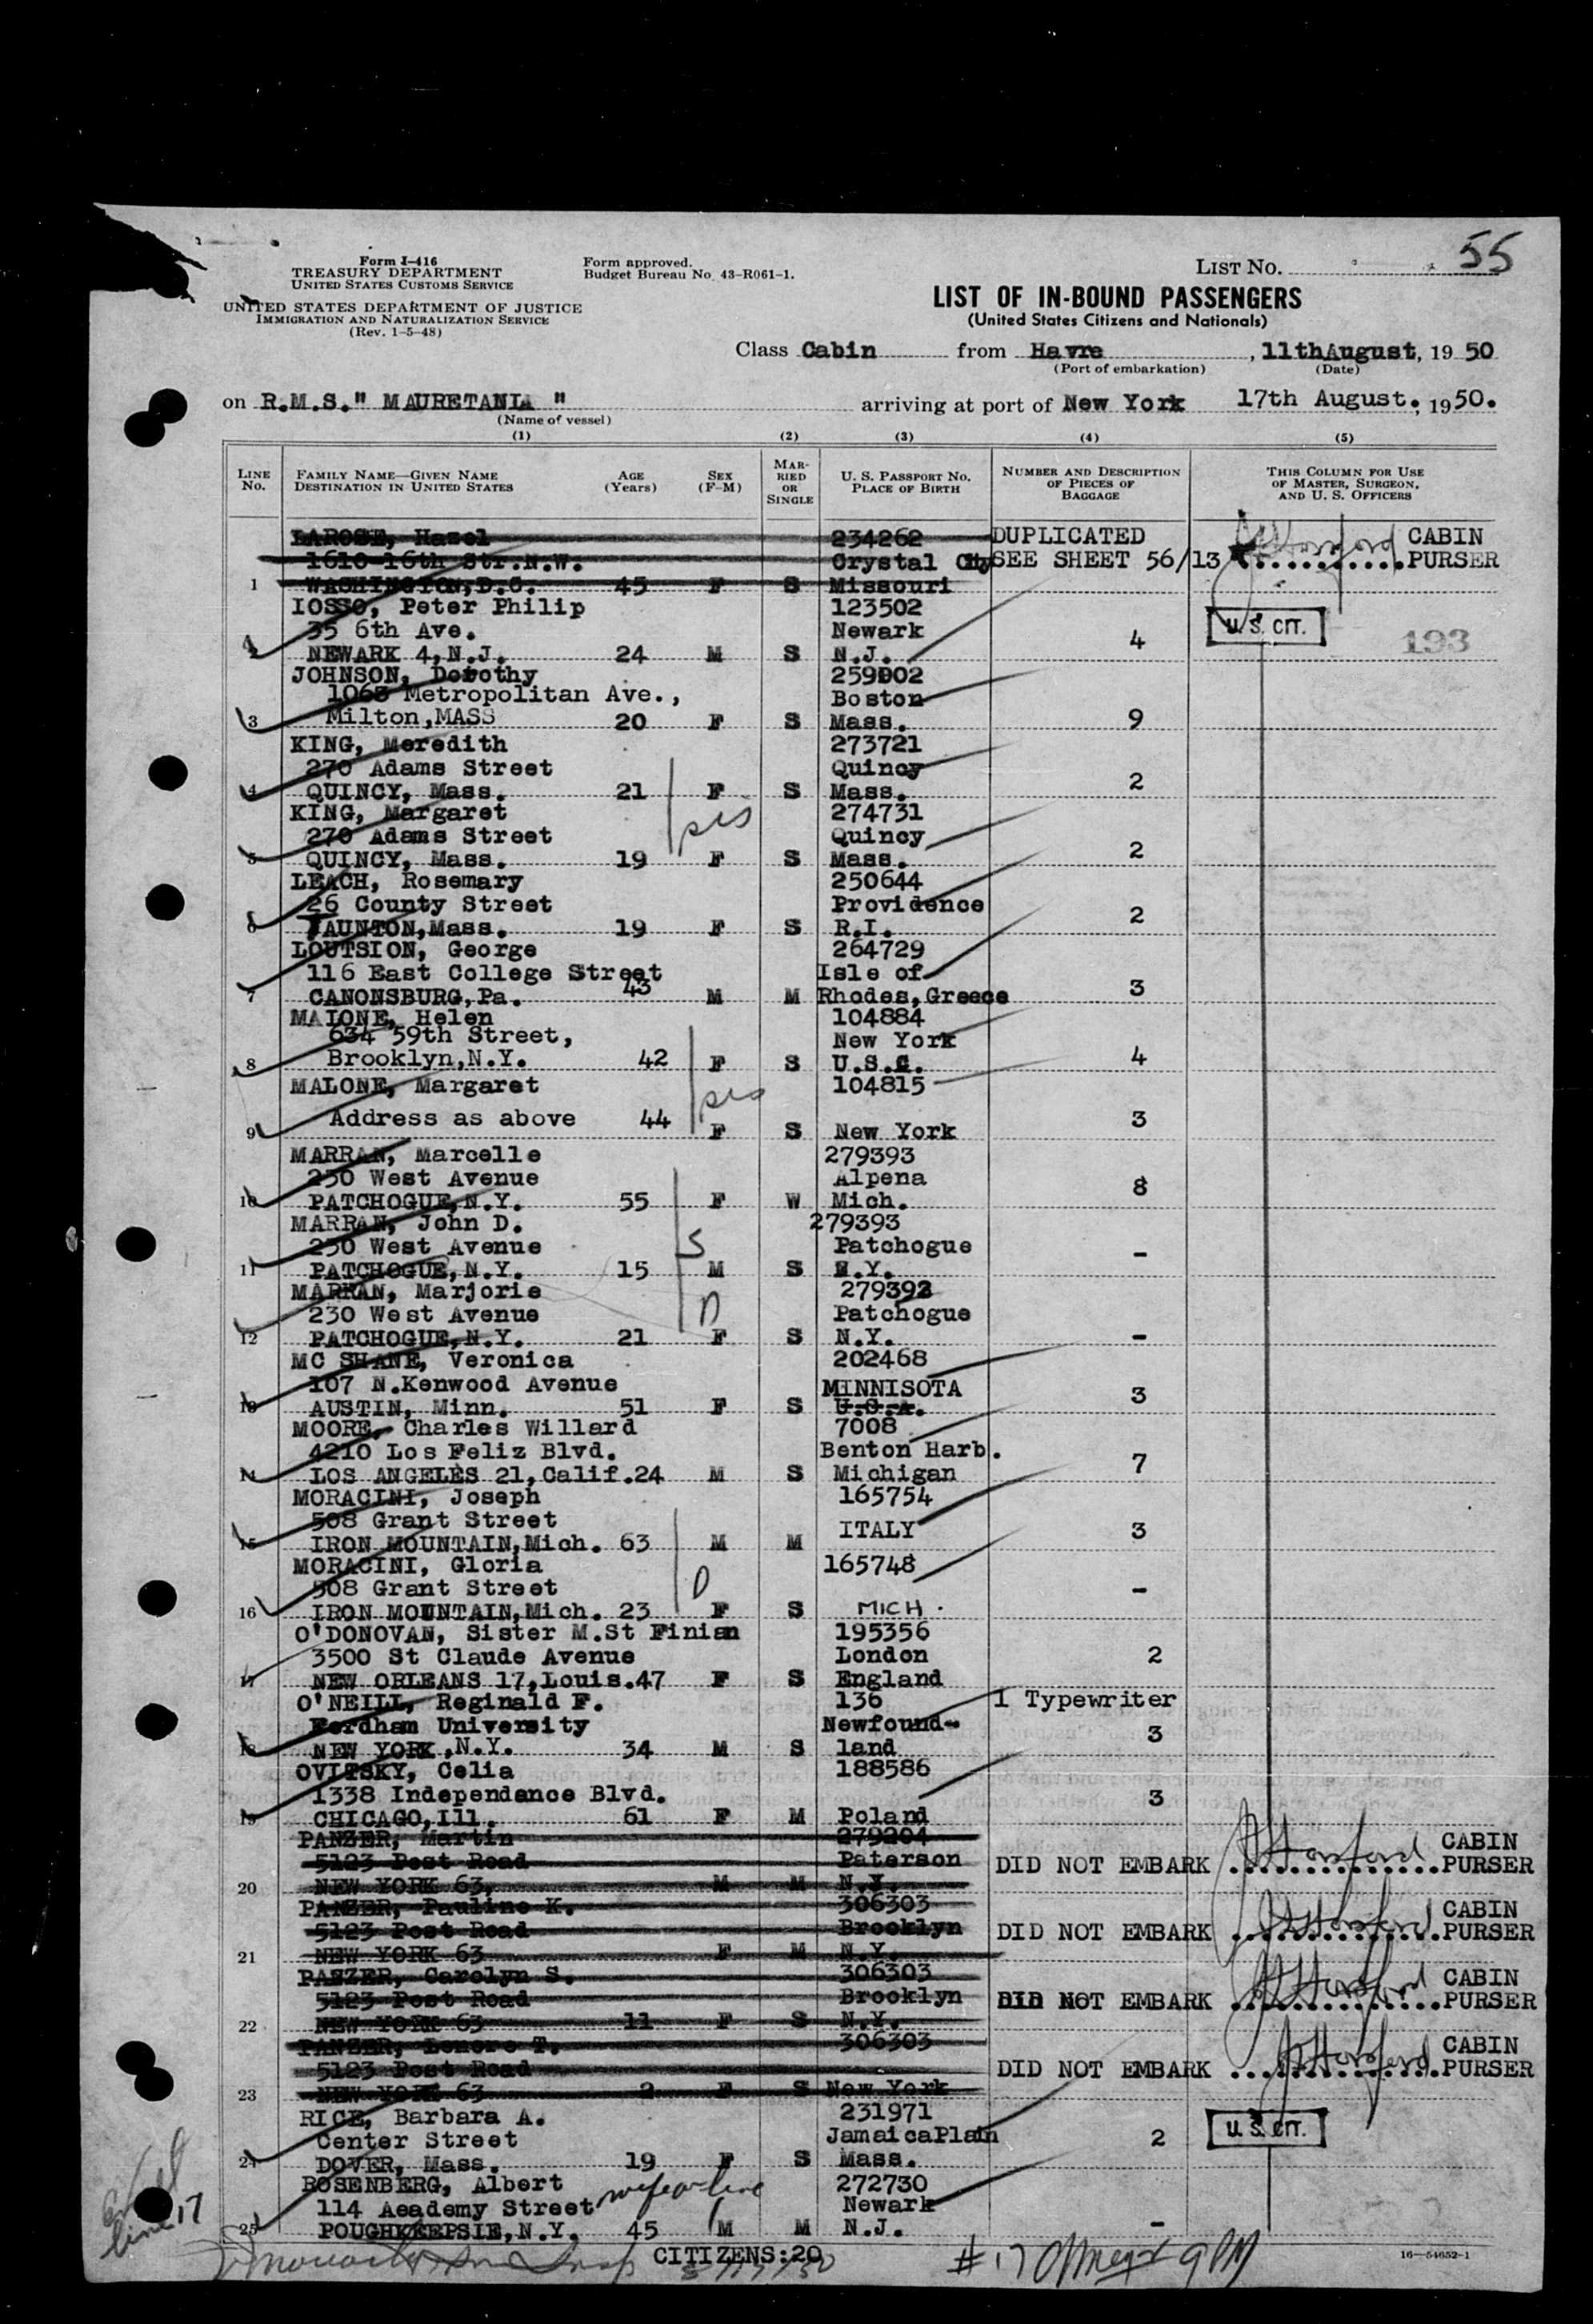 55
Form I-416
TREASURY DEPARTMENT
UNITED STATES CUSTOMS SERVICE
UNITED STATES DEPARTMENT OF JUSTICE
IMMIGRATION AND NATURALIZATION SERVICE
(Rev. 1-5-48)
Form approved.
Budget Bureau No. 43-R061-1.
LIST NO.
LIST OF IN-BOUND PASSENGERS
(United States Citizens and Nationals)
Class Cabin from Havre, 11thAugust, 1950
(Port of embarkation) (Date)
on R.M.S." MAURETANIA " arriving at port of New York 17th August. , 1950.
(Name of vessel)
(1) (2) (3) (4) (5)
LINE NO. FAMILY NAME—GIVEN NAME DESTINATION IN UNITED STATES AGE (Years) SEX (F-M) MARRIED OR SINGLE U. S. PASSPORT NO. PLACE OF BIRTH NUMBER AND DESCRIPTION OF PIECES OF BAGGAGE THIS COLUMN FOR USE OF MASTER, SURGEON, AND U. S. OFFICERS
LAROSE, Hazel 234262 DUPLICATED CABIN
1610 16th Str.N.W. Crystal City SEE SHEET 56/13 PURSER
1 WASHINGTON,D.C. 45 F S Missouri
IOSSO, Peter Philip 123502
35 6th Ave. Newark 4 U.S. CIT. 193
2 NEWARK 4,N.J. 24 M S N.J.
JOHNSON, Dorothy 259002
1063 Metropolitan Ave., Boston
3 Milton,MASS 20 F S Mass. 9
KING, Meredith 273721
270 Adams Street Quincy
4 QUINCY, Mass. 21 F S Mass. 2
KING, Margaret sis 274731
270 Adams Street Quincy
5 QUINCY, Mass. 19 F S Mass. 2
LEACH, Rosemary 250644
26 County Street Providence
6 TAUNTON,Mass. 19 F S R.I. 2
LOUTSION, George 264729
116 East College Street Isle of
7 CANONSBURG,Pa. 43 M M Rhodes,Greece 3
MALONE, Helen 104884
634 59th Street, New York
8 Brooklyn,N.Y. 42 F S U.S.A. 4
MALONE, Margaret sis 104815
9 Address as above 44 F S New York 3
MARRAN, Marcelle 279393
230 West Avenue Alpena
10 PATCHOGUE,N.Y. 55 F W Mich. 8
MARRAN, John D. 279393
230 West Avenue S Patchogue
11 PATCHOGUE,N.Y. 15 M S N.Y. -
MARRAN, Marjorie D 279392
230 West Avenue Patchogue
12 PATCHOGUE,N.Y. 21 F S N.Y. -
MC SHANE, Veronica 202468
107 N.Kenwood Avenue MINNISOTA
13 AUSTIN, Minn. 51 F S U.S.A. 3
MOORE, Charles Willard 7008
4210 Los Feliz Blvd. Benton Harb.
14 LOS ANGELES 21,Calif.24 M S Michigan 7
MORACINI, Joseph 165754
508 Grant Street ITALY
15 IRON MOUNTAIN,Mich. 63 M M 3
MORACINI, Gloria D 165748
508 Grant Street
16 IRON MOUNTAIN,Mich. 23 F S MICH. -
O'DONOVAN, Sister M.St Finian 195356
3500 St Claude Avenue London 2
17 NEW ORLEANS 17,Louis.47 F S England
O'NEILL, Reginald F. 136 1 Typewriter
Fordham University Newfound-
18 NEW YORK,N.Y. 34 M S land 3
OVITSKY, Celia 188586
1338 Independance Blvd. 3
19 CHICAGO,Ill. 61 F M Poland
PANZER, Martin 279204 CABIN
5123 Post Road Paterson DID NOT EMBARK PURSER
20 NEW YORK 63, M M N.J.
PANZER, Pauline K. 306303 CABIN
5123 Post Road Brooklyn DID NOT EMBARK PURSER
21 NEW YORK 63 F M N.Y.
PANZER, Carolyn S. 306303 CABIN
5123 Post Road Brooklyn DID NOT EMBARK PURSER
22 NEW YORK 63 11 F S N.Y.
PANZER, Lenore T. 306303 CABIN
5123 Post Road DID NOT EMBARK PURSER
23 NEW YORK 63 2 F S New York
RICE, Barbara A. 231971
Center Street JamaicaPlain 2 U.S. CIT.
24 DOVER, Mass. 19 F S Mass.
ROSENBERG, Albert 272730
114 Academy Street Newark
25 POUGHKEEPSIE,N.Y. 45 M M N.J. -
line 17
CITIZENS:20
16—54652-1